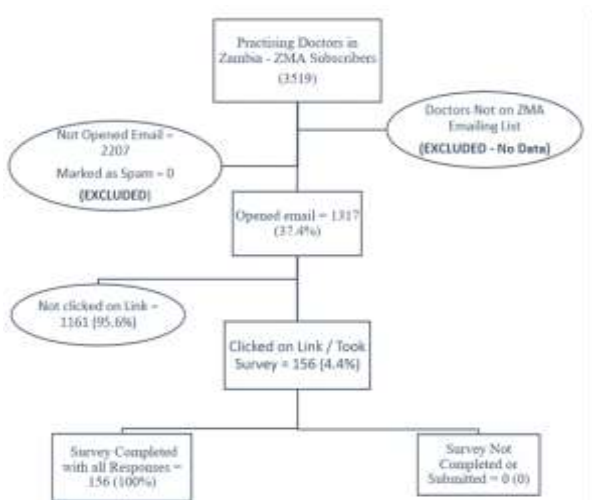 Practising Doctors in
Zambia - ZMA Subscribers
(3519)
Doctors Not on ZMA
Emailing List
(EXCLUDED - No Data)
Not Opened Email =
2207
Marked as Spam = 0
(EXCLUDED)
Opened email = 1317
(37.4%)
Not clicked on Link =
1161 (95.6%)
Clicked on Link / Took
Survey = 156 (4.4%)
Survey Completed
with all Responses =
156 (100%)
Survey Not
Completed or
Submitted = 0 (0)